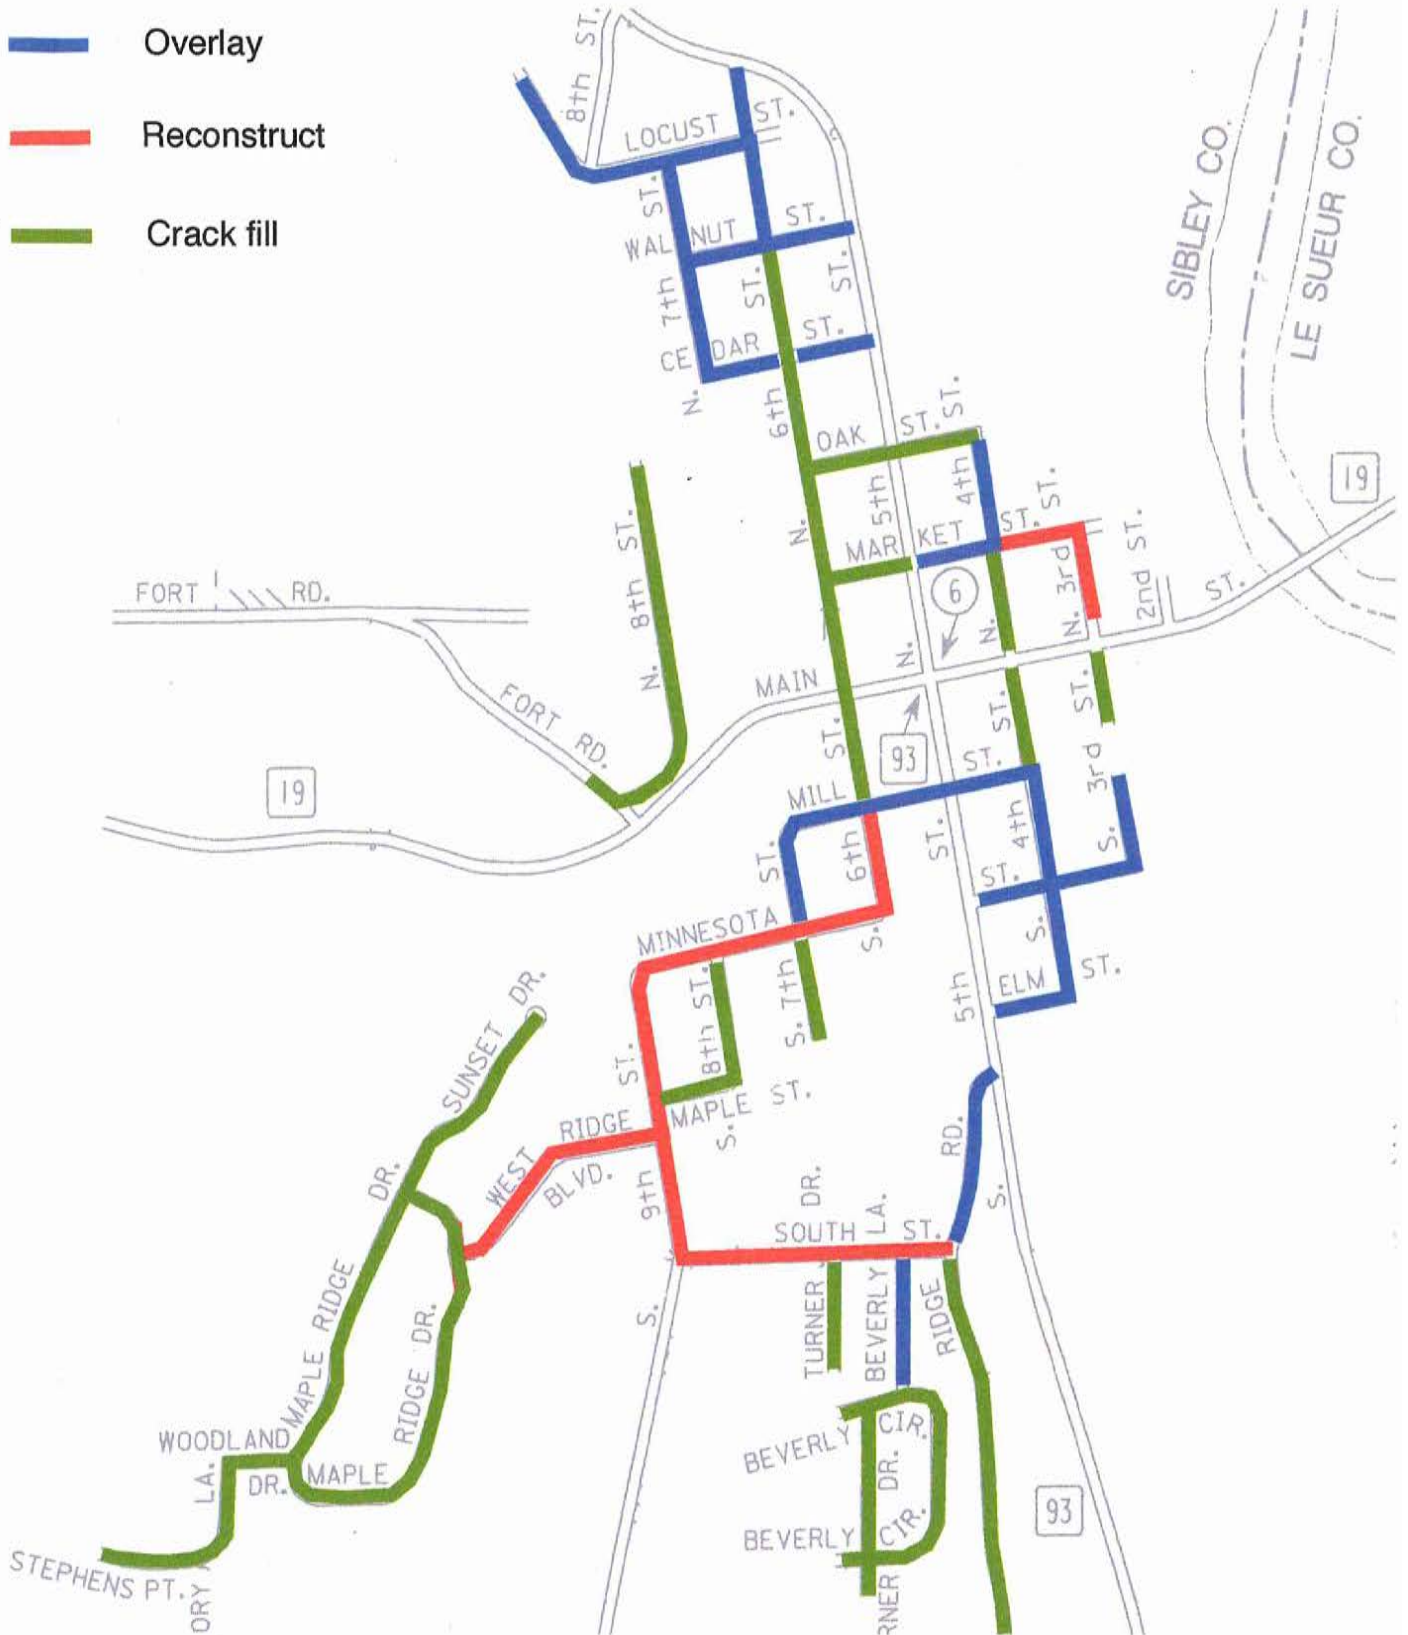 Overlay
Reconstruct
Crack fill
8th ST.
LOCUST ST.
ST.
WALNUT ST.
N. 7th
ST.
ST.
CEDAR ST.
N. 6th
OAK ST.
ST.
4th
5th
N.
MARKET ST.
ST.
N. 3rd
2nd ST.
ST.
SIBLEY CO.
LE SUEUR CO.
19
6
N. 8th ST.
FORT RD.
FORT RD.
MAIN
N.
N.
93
19
ST.
ST.
ST.
3rd
S.
MILL ST.
ST.
6th
S.
ST.
4th
S.
ST.
MINNESOTA
S. 7th
8th ST.
S.
5th
ELM ST.
SUNSET DR.
ST.
MAPLE ST.
RIDGE
WEST
BLVD.
9th
S.
RD.
S.
DR.
LA.
SOUTH ST.
TURNER
BEVERLY
RIDGE
DR.
MAPLE RIDGE
RIDGE DR.
MAPLE
WOODLAND
DR.
LA.
STEPHENS PT.
ORY
BEVERLY CIR.
DR.
BEVERLY CIR.
RNER
93